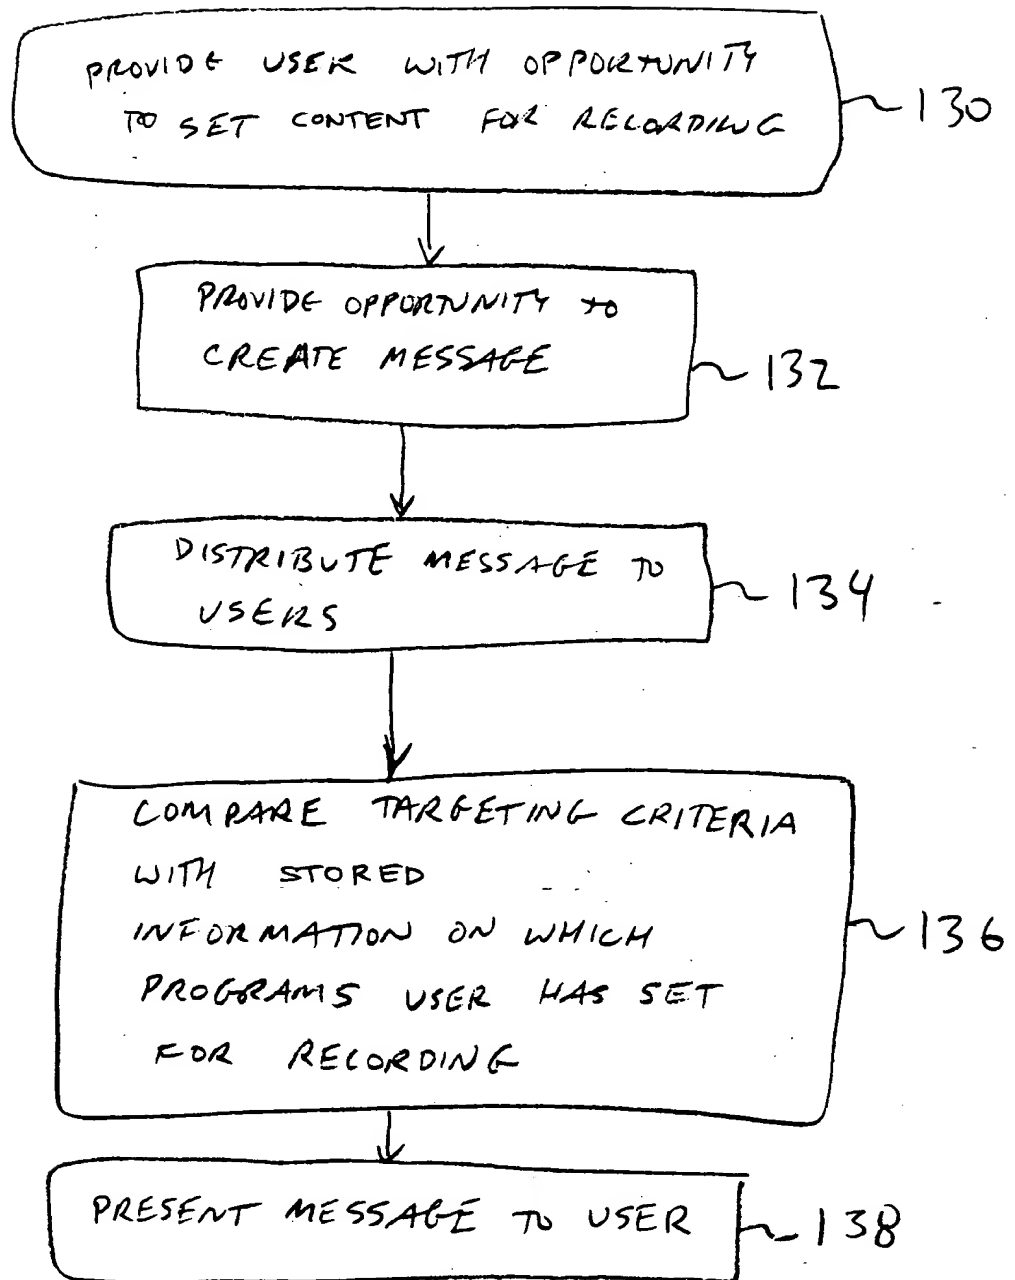 PROVIDE USER WITH OPPORTUNITY
TO SET CONTENT FOR RECORDING
130
PROVIDE OPPORTUNITY TO
CREATE MESSAGE
132
DISTRIBUTE MESSAGE TO
USERS
134
COMPARE TARGETING CRITERIA
WITH STORED
INFORMATION ON WHICH
PROGRAMS USER HAS SET
FOR RECORDING
136
PRESENT MESSAGE TO USER
138